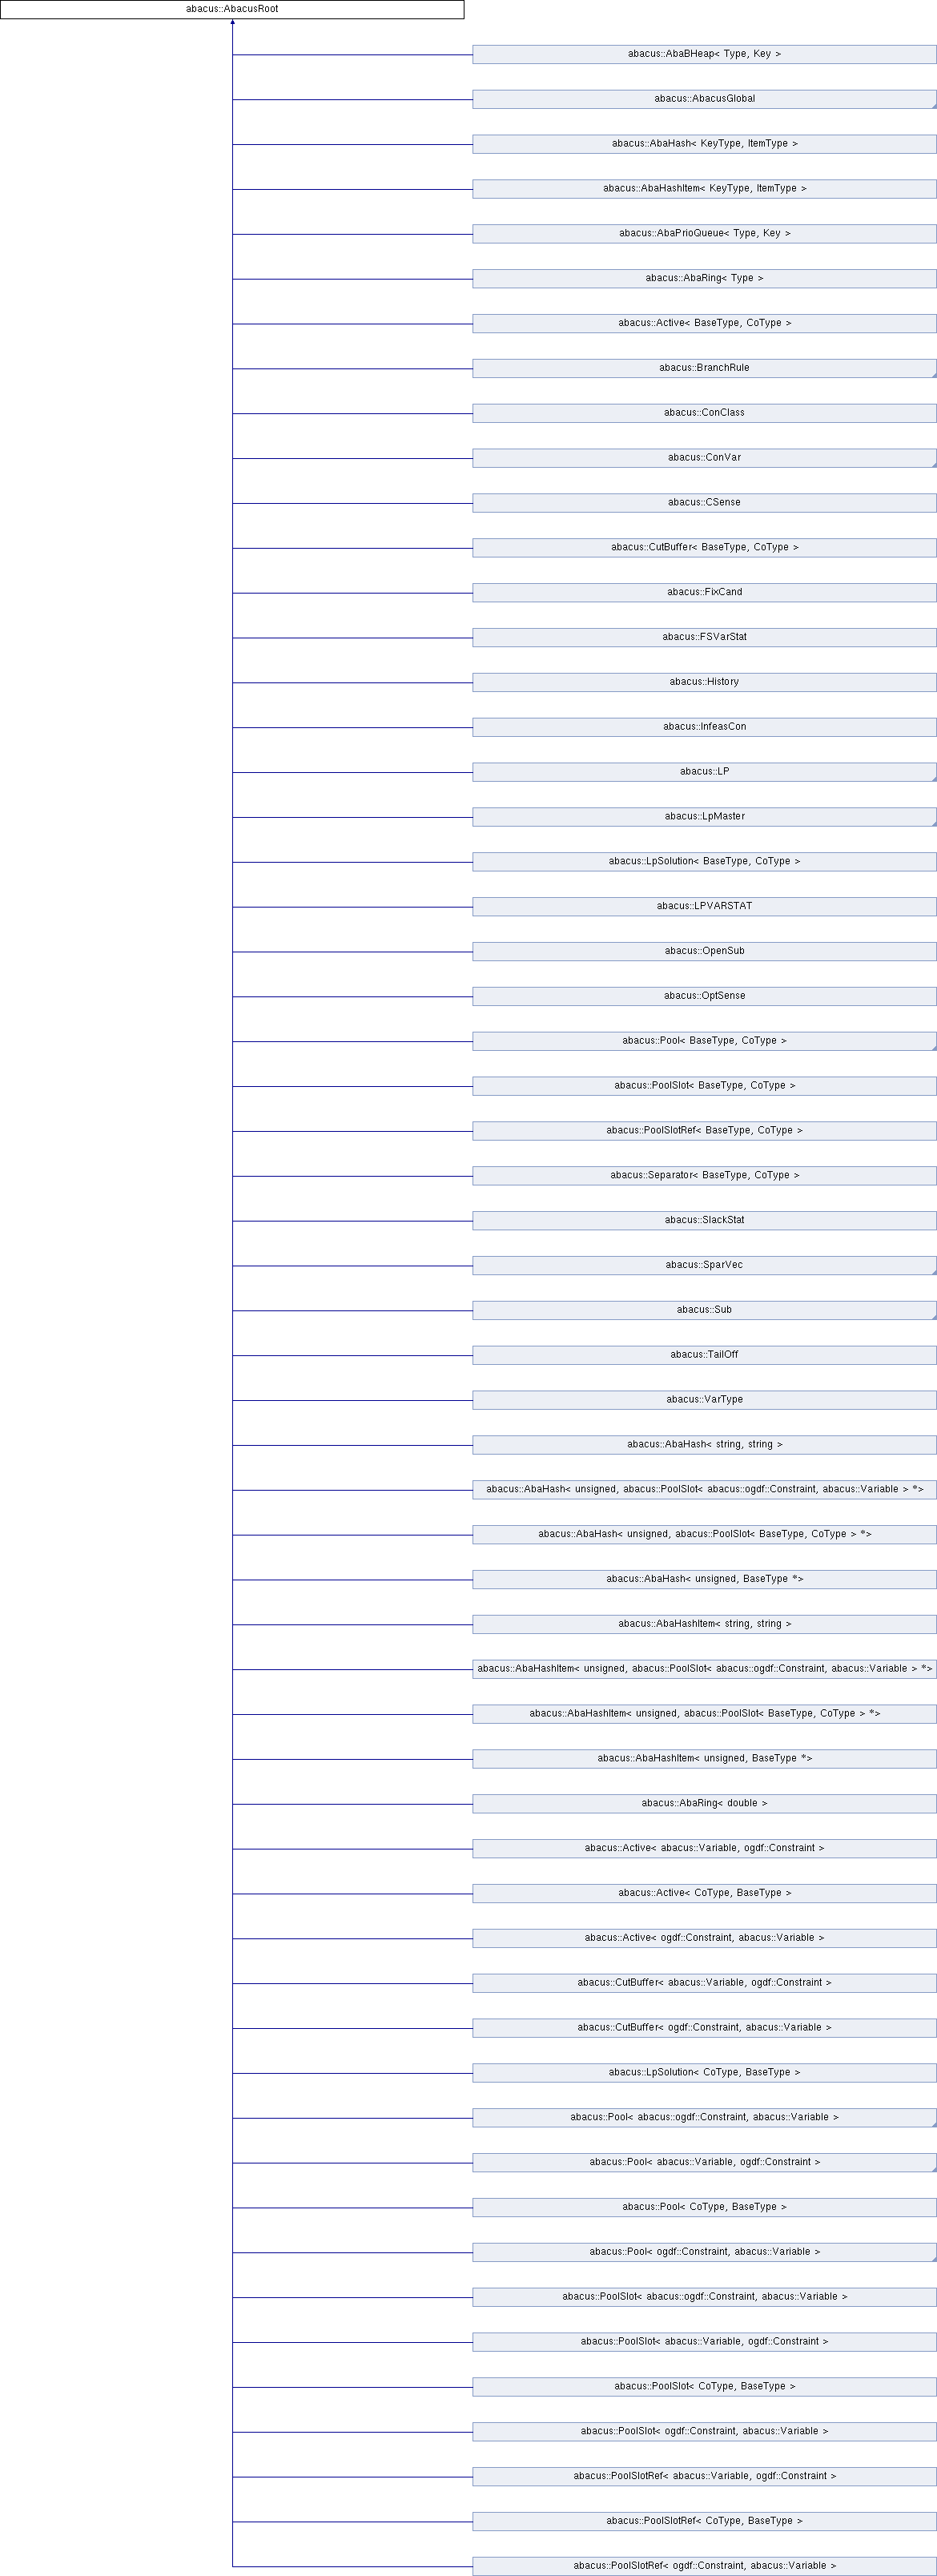 abacus::AbacusRoot
abacus::AbaBHeap< Type, Key >
abacus::AbacusGlobal
abacus::AbaHash< KeyType, ItemType >
abacus::AbaHashItem< KeyType, ItemType >
abacus::AbaPrioQueue< Type, Key >
abacus::AbaRing< Type >
abacus::Active< BaseType, CoType >
abacus::BranchRule
abacus::ConClass
abacus::ConVar
abacus::CSense
abacus::CutBuffer< BaseType, CoType >
abacus::FixCand
abacus::FSVarStat
abacus::History
abacus::InfeasCon
abacus::LP
abacus::LpMaster
abacus::LpSolution< BaseType, CoType >
abacus::LPVARSTAT
abacus::OpenSub
abacus::OptSense
abacus::Pool< BaseType, CoType >
abacus::PoolSlot< BaseType, CoType >
abacus::PoolSlotRef< BaseType, CoType >
abacus::Separator< BaseType, CoType >
abacus::SlackStat
abacus::SparVec
abacus::Sub
abacus::TailOff
abacus::VarType
abacus::AbaHash< string, string >
abacus::AbaHash< unsigned, abacus::PoolSlot< abacus::ogdf::Constraint, abacus::Variable > *>
abacus::AbaHash< unsigned, abacus::PoolSlot< BaseType, CoType > *>
abacus::AbaHash< unsigned, BaseType *>
abacus::AbaHashItem< string, string >
abacus::AbaHashItem< unsigned, abacus::PoolSlot< abacus::ogdf::Constraint, abacus::Variable > *>
abacus::AbaHashItem< unsigned, abacus::PoolSlot< BaseType, CoType > *>
abacus::AbaHashItem< unsigned, BaseType *>
abacus::AbaRing< double >
abacus::Active< abacus::Variable, ogdf::Constraint >
abacus::Active< CoType, BaseType >
abacus::Active< ogdf::Constraint, abacus::Variable >
abacus::CutBuffer< abacus::Variable, ogdf::Constraint >
abacus::CutBuffer< ogdf::Constraint, abacus::Variable >
abacus::LpSolution< CoType, BaseType >
abacus::Pool< abacus::ogdf::Constraint, abacus::Variable >
abacus::Pool< abacus::Variable, ogdf::Constraint >
abacus::Pool< CoType, BaseType >
abacus::Pool< ogdf::Constraint, abacus::Variable >
abacus::PoolSlot< abacus::ogdf::Constraint, abacus::Variable >
abacus::PoolSlot< abacus::Variable, ogdf::Constraint >
abacus::PoolSlot< CoType, BaseType >
abacus::PoolSlot< ogdf::Constraint, abacus::Variable >
abacus::PoolSlotRef< abacus::Variable, ogdf::Constraint >
abacus::PoolSlotRef< CoType, BaseType >
abacus::PoolSlotRef< ogdf::Constraint, abacus::Variable >